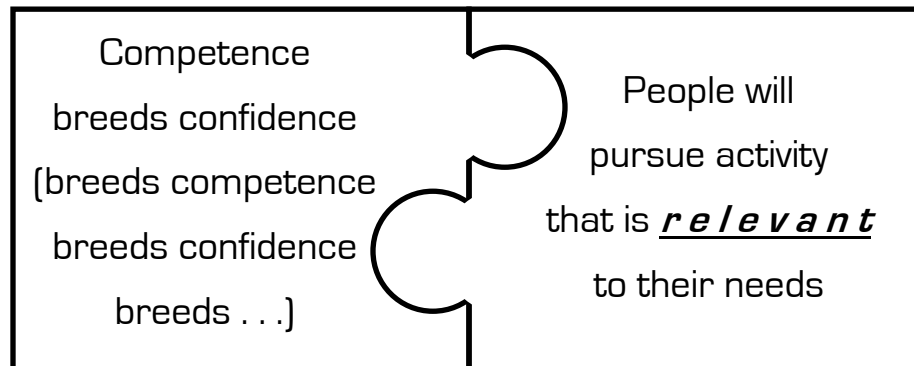 Competence
breeds confidence
(breeds competence
breeds confidence
breeds . . .)
People will
pursue activity
that is relevant
to their needs